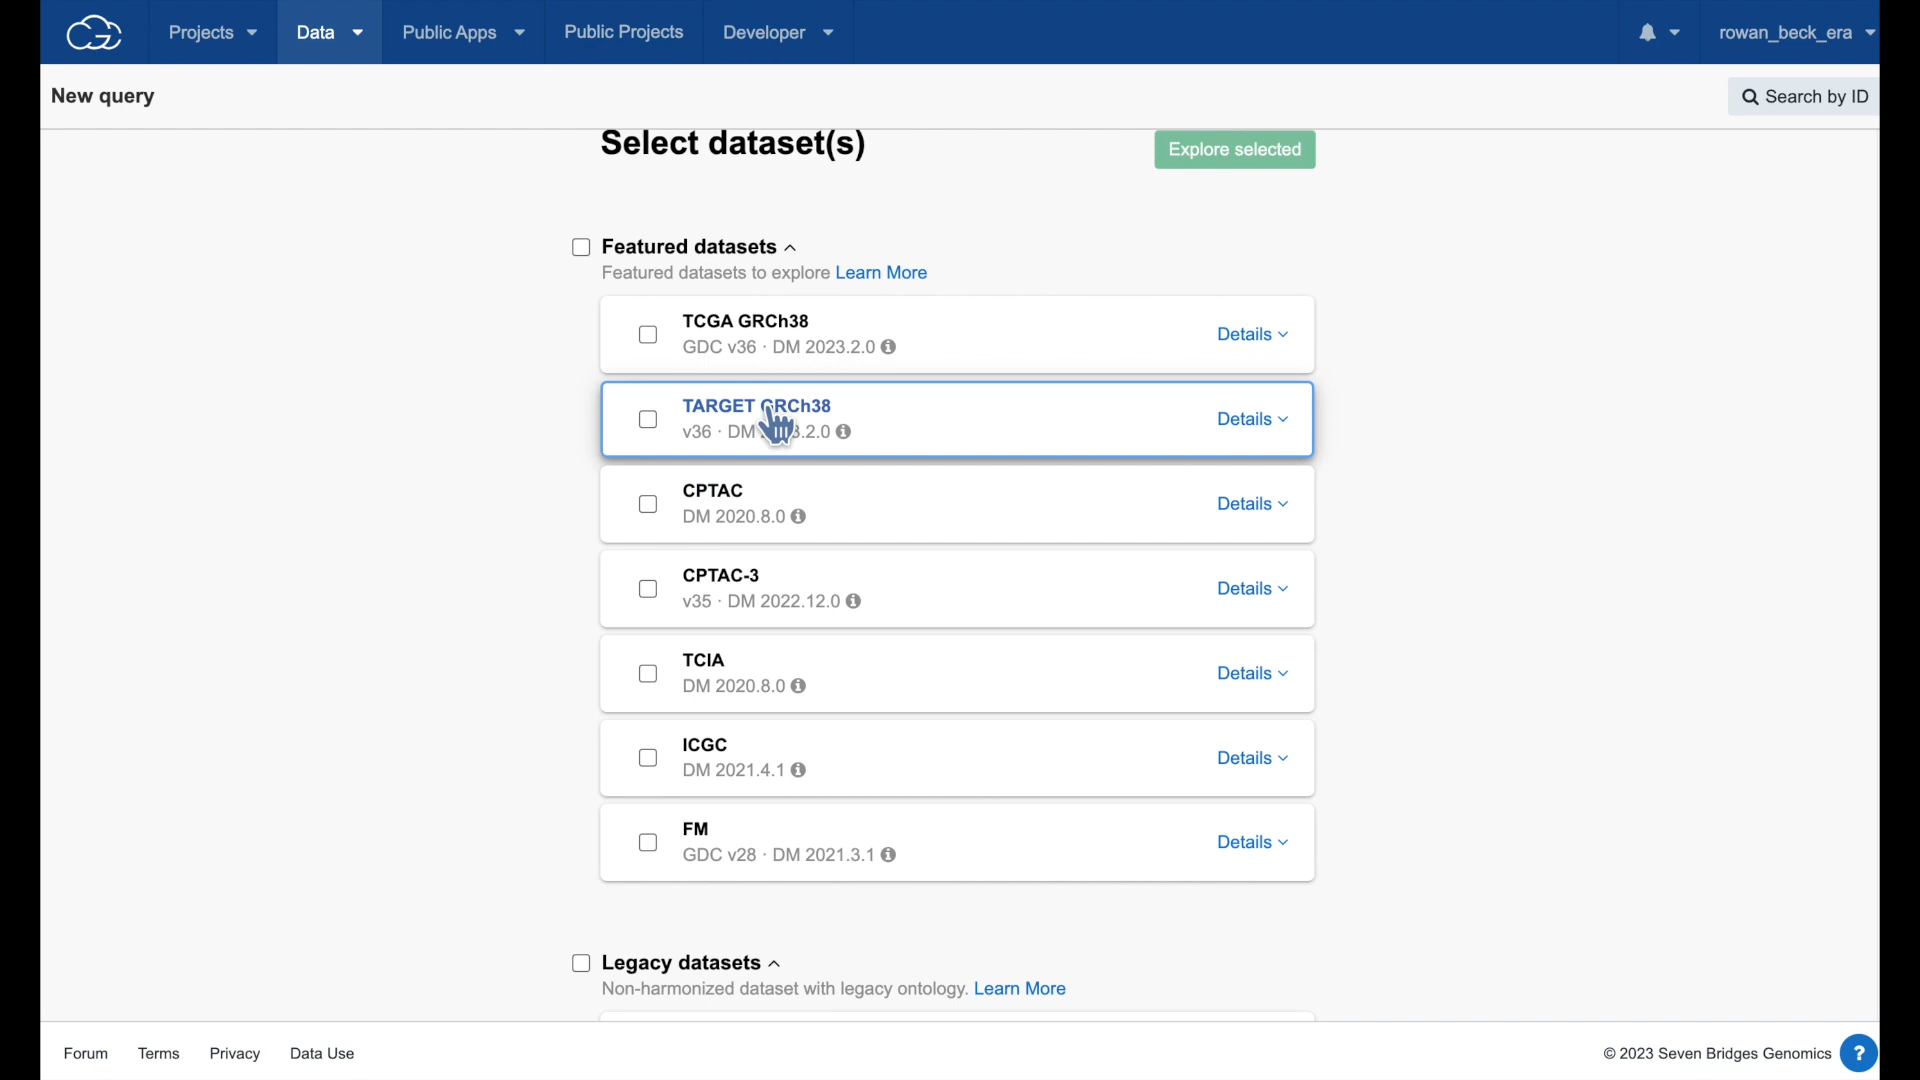 Projects
Data
Public Apps
Public Projects
Developer
rowan_beck_era
New query
Search by ID
Select dataset(s)
Explore selected
Featured datasets
Featured datasets to explore Learn More
TCGA GRCh38
Details
GDC v36 · DM 2023.2.0
TARGET GRCh38
Details
v36 · DM 3.2.0
CPTAC
Details
DM 2020.8.0
CPTAC-3
Details
v35 · DM 2022.12.0
TCIA
Details
DM 2020.8.0
ICGC
Details
DM 2021.4.1
FM
Details
GDC v28 · DM 2021.3.1
Legacy datasets
Non-harmonized dataset with legacy ontology. Learn More
Forum
Terms
Privacy
Data Use
© 2023 Seven Bridges Genomics
?